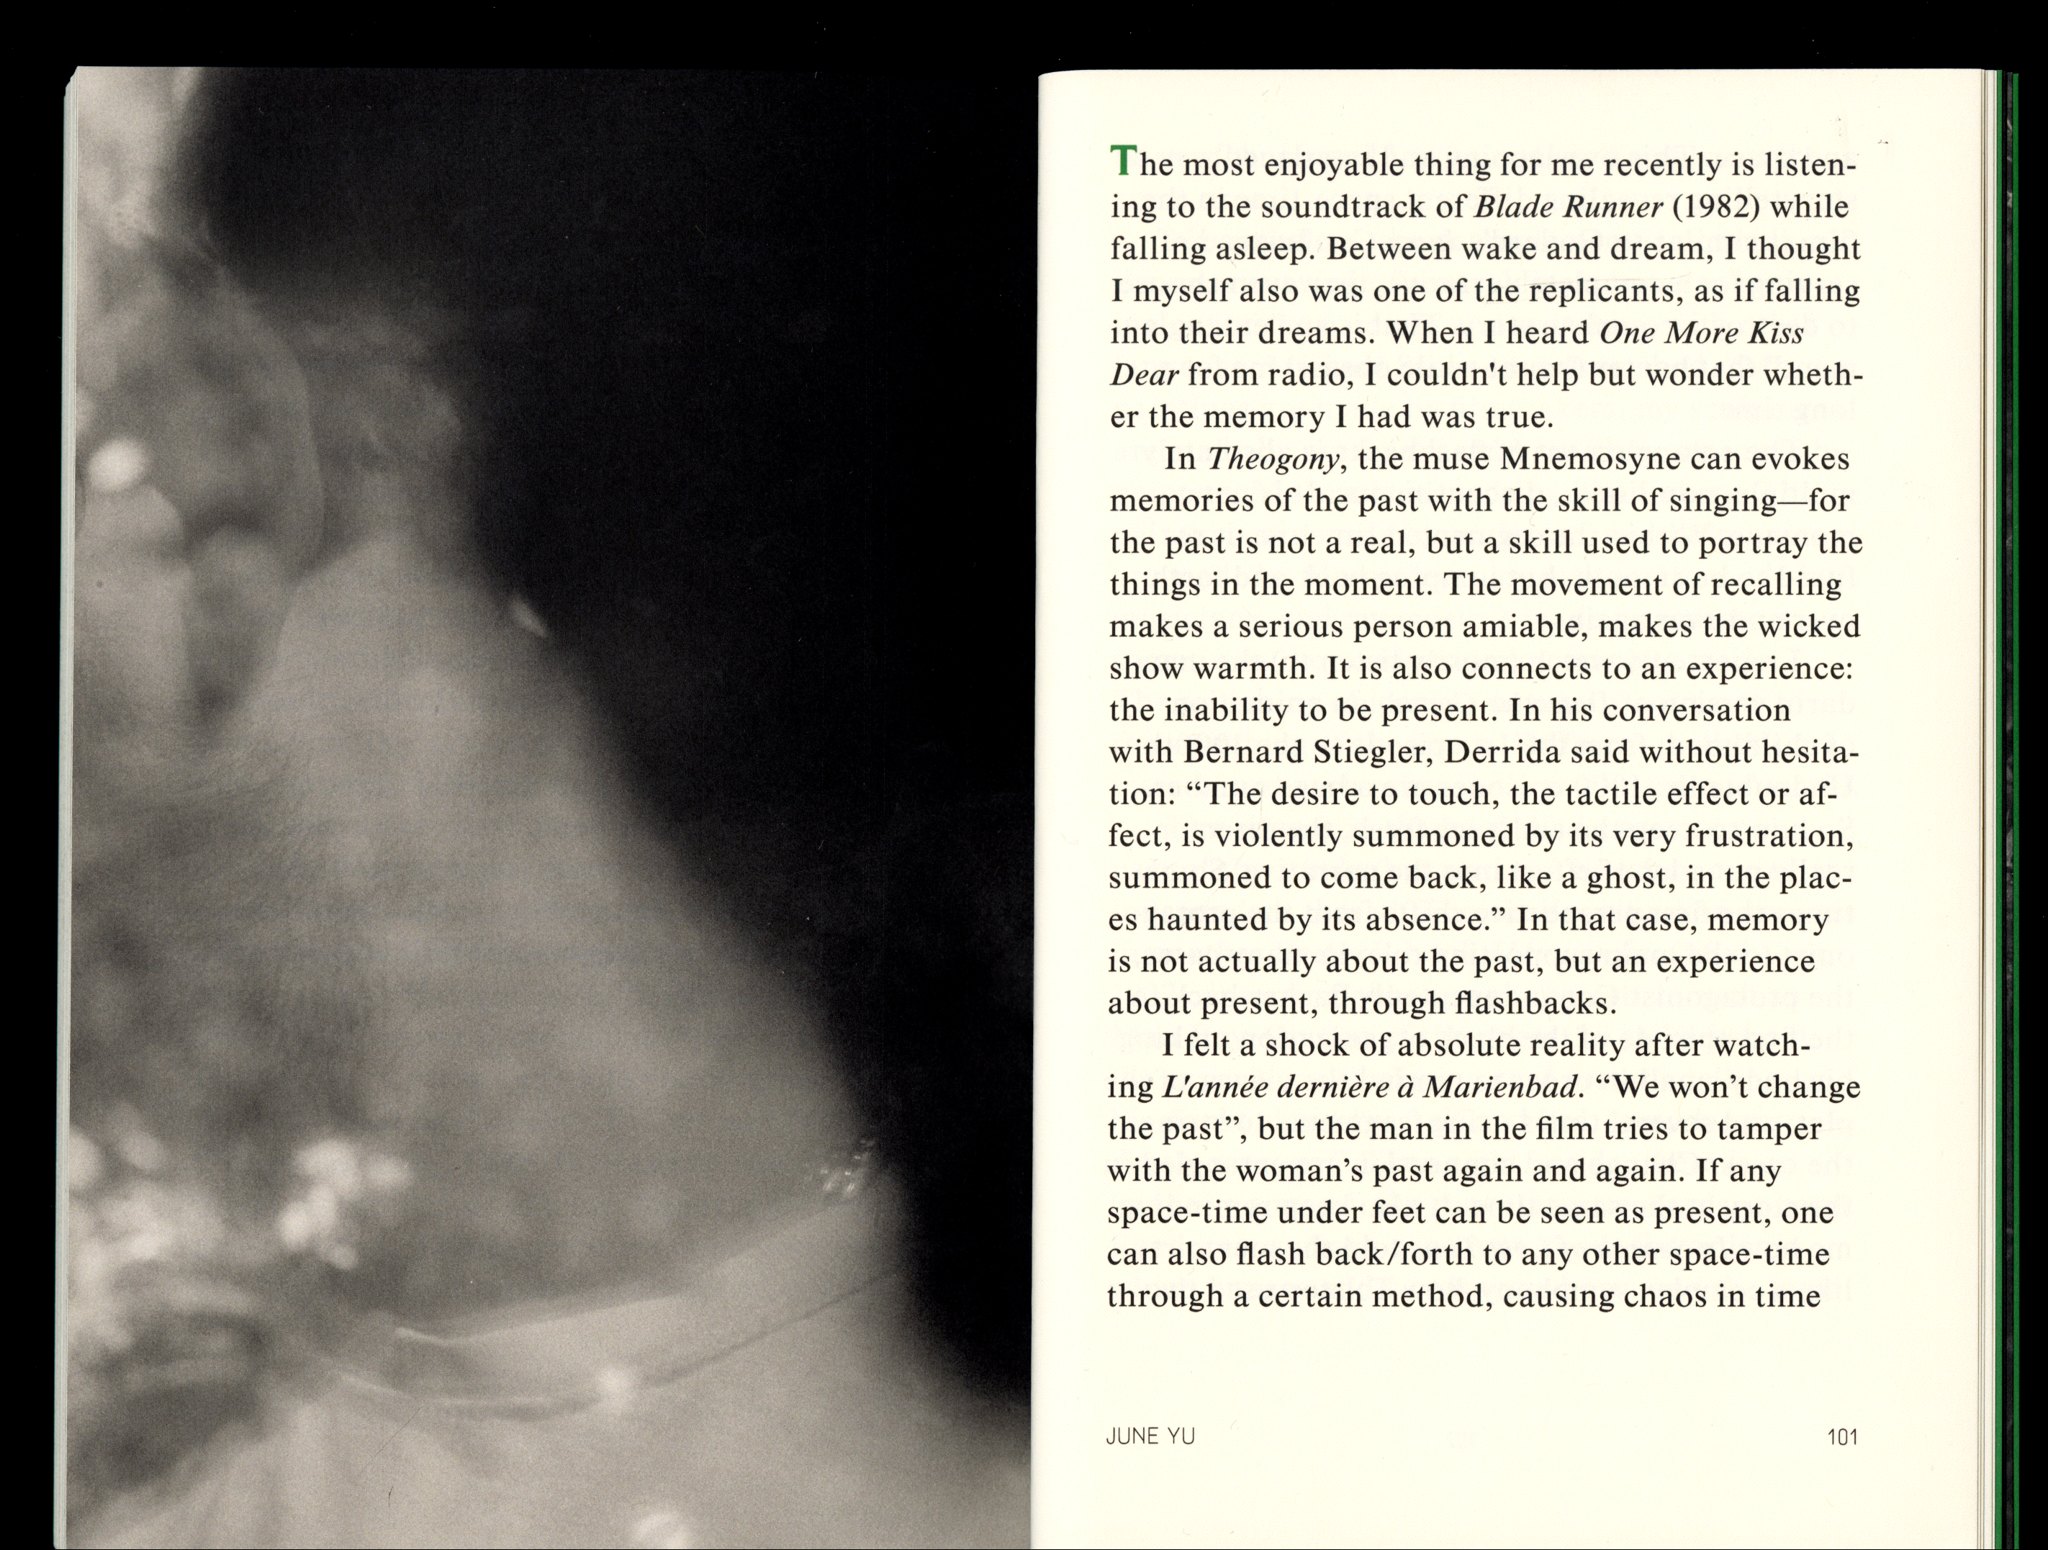 The most enjoyable thing for me recently is listen-
ing to the soundtrack of Blade Runner (1982) while
falling asleep. Between wake and dream, I thought
I myself also was one of the replicants, as if falling
into their dreams. When I heard One More Kiss
Dear from radio, I couldn't help but wonder wheth-
er the memory I had was true.
In Theogony, the muse Mnemosyne can evokes
memories of the past with the skill of singing—for
the past is not a real, but a skill used to portray the
things in the moment. The movement of recalling
makes a serious person amiable, makes the wicked
show warmth. It is also connects to an experience:
the inability to be present. In his conversation
with Bernard Stiegler, Derrida said without hesita-
tion: “The desire to touch, the tactile effect or af-
fect, is violently summoned by its very frustration,
summoned to come back, like a ghost, in the plac-
es haunted by its absence.” In that case, memory
is not actually about the past, but an experience
about present, through flashbacks.
I felt a shock of absolute reality after watch-
ing L'année dernière à Marienbad. “We won’t change
the past”, but the man in the film tries to tamper
with the woman’s past again and again. If any
space-time under feet can be seen as present, one
can also flash back/forth to any other space-time
through a certain method, causing chaos in time
JUNE YU
101